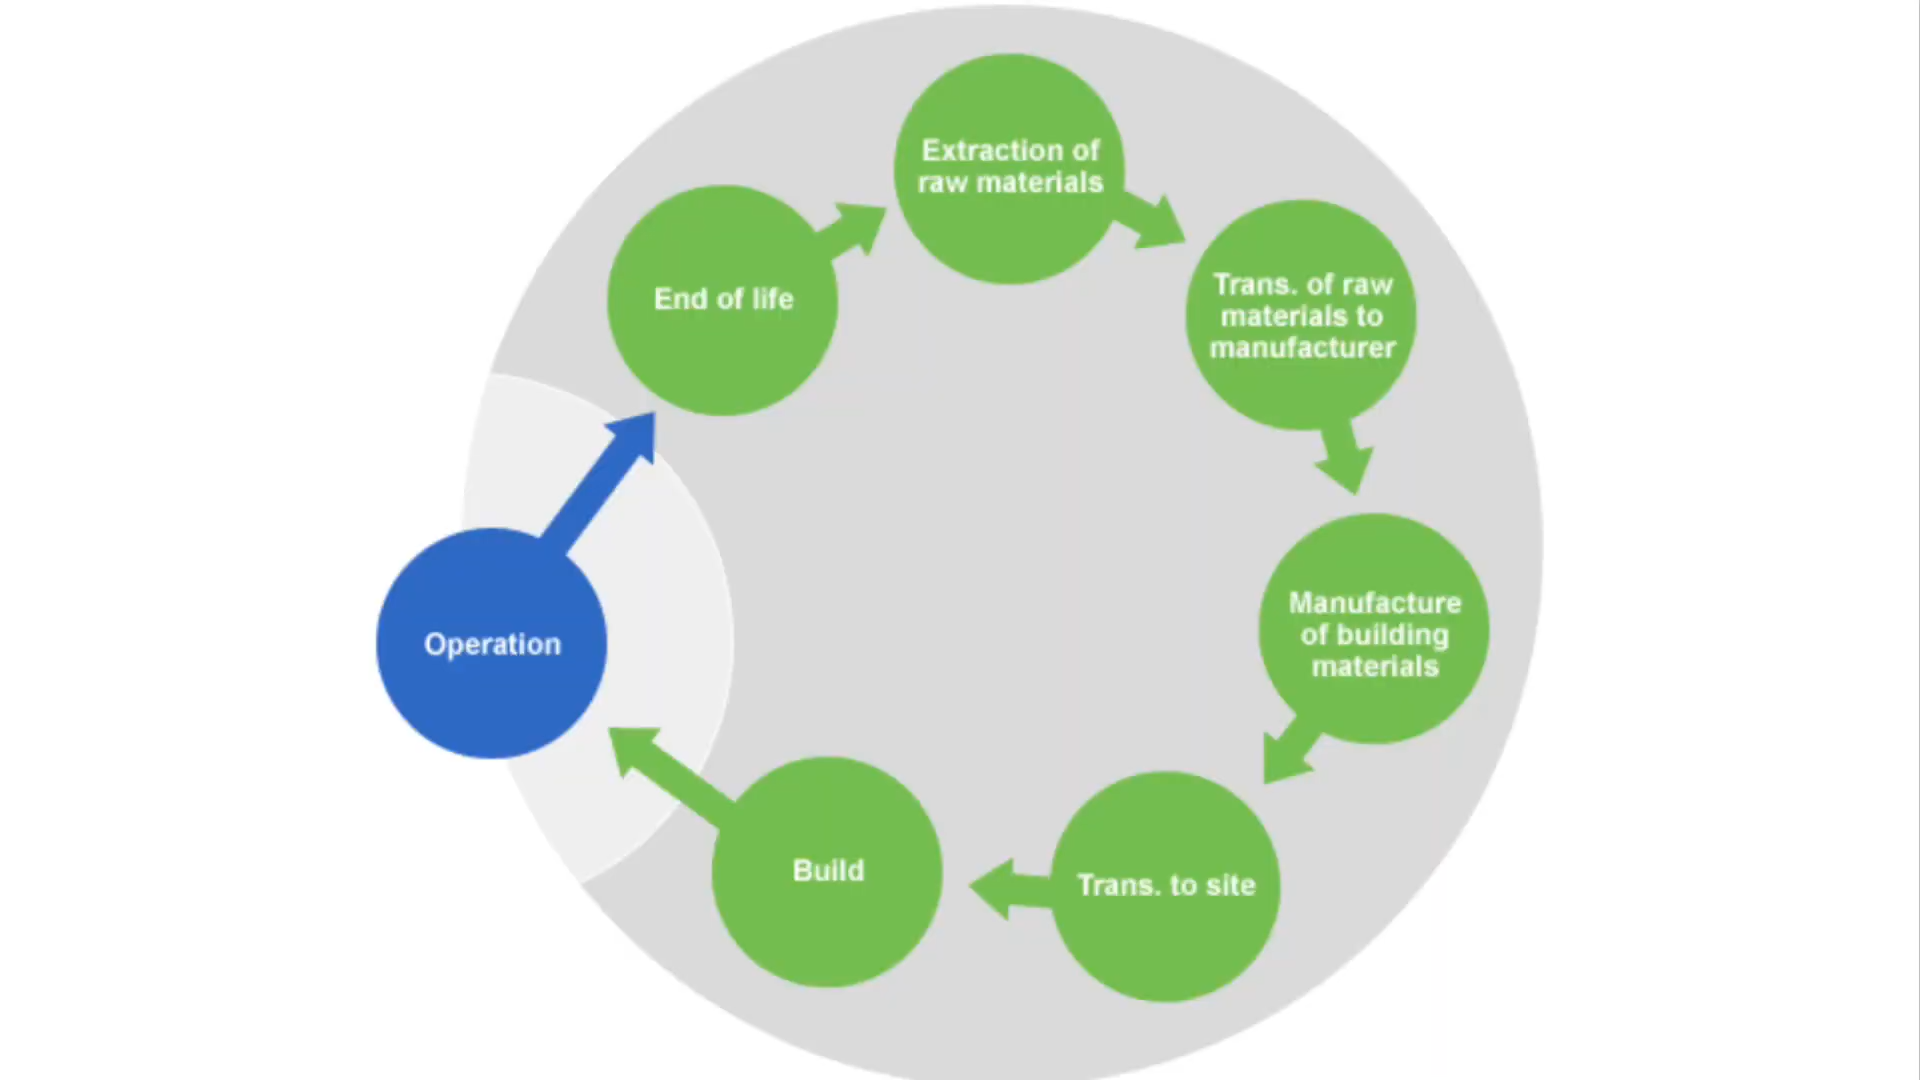 Extraction of
raw materials
Trans. of raw
materials to
manufacturer
Manufacture
of building
materials
Trans. to site
Build
Operation
End of life